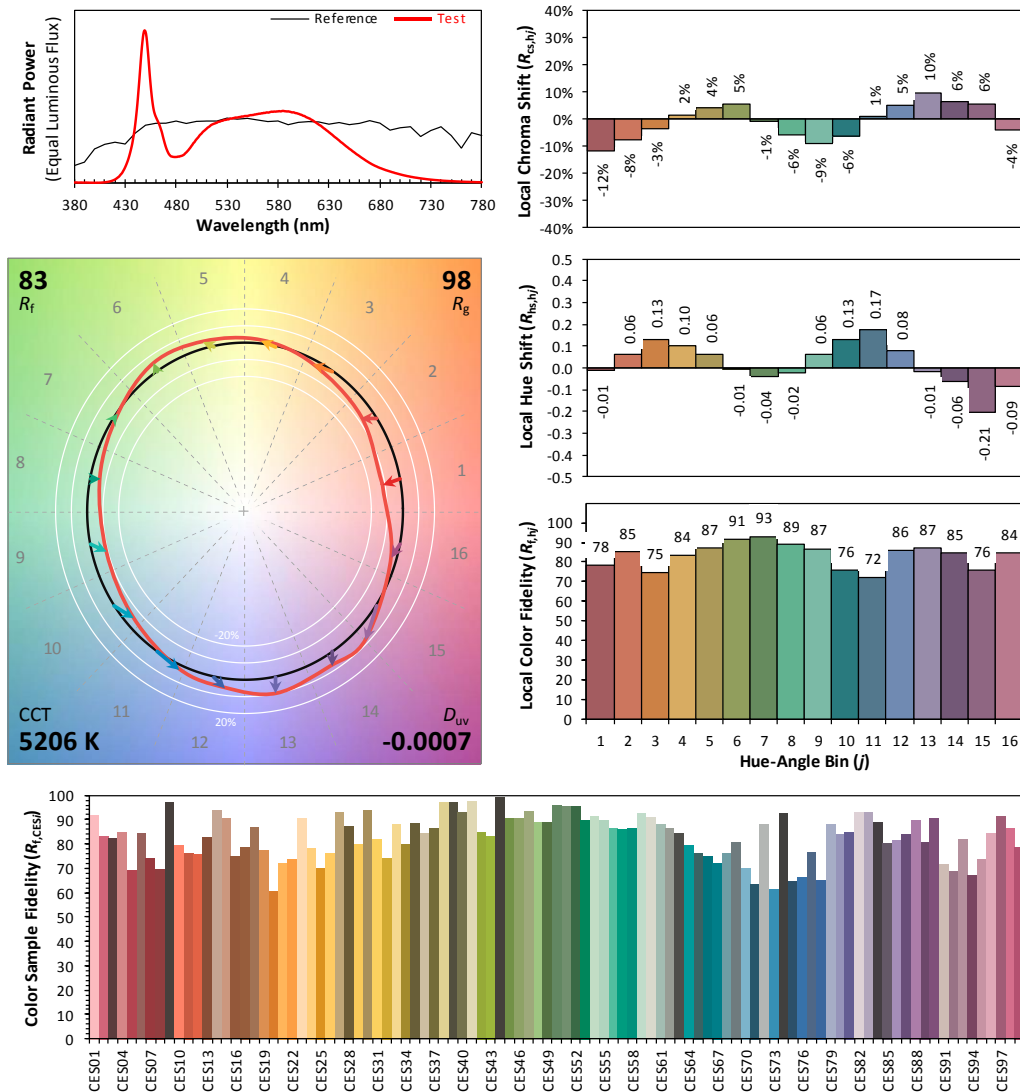 Radiant Power
(Equal Luminous Flux)
Reference
Test
380 430 480 530 580 630 680 730 780
Wavelength (nm)
Local Chroma Shift (Rcs,hj)
40%
30%
20%
10%
0%
-10%
-20%
-30%
-40%
-12% -8% -3% 2% 4% 5% -1% -6% -9% -6% 1% 5% 10% 6% 6% -4%
83
Rf
98
Rg
5 4
6 3
7 2
8 1
9 16
10 15
11 14
12 13
-20%
20%
CCT
5206 K
Duv
-0.0007
Local Hue Shift (Rhs,hj)
0.5
0.4
0.3
0.2
0.1
0.0
-0.1
-0.2
-0.3
-0.4
-0.5
-0.01 0.06 0.13 0.10 0.06 -0.01 -0.04 -0.02 0.06 0.13 0.17 0.08 -0.01 -0.06 -0.21 -0.09
Local Color Fidelity (Rf,hj)
100
90
80
70
60
50
40
30
20
10
0
78 85 75 84 87 91 93 89 87 76 72 86 87 85 76 84
1 2 3 4 5 6 7 8 9 10 11 12 13 14 15 16
Hue-Angle Bin (j)
Color Sample Fidelity (Rf,CESi)
100
90
80
70
60
50
40
30
20
10
0
CES01 CES04 CES07 CES10 CES13 CES16 CES19 CES22 CES25 CES28 CES31 CES34 CES37 CES40 CES43 CES46 CES49 CES52 CES55 CES58 CES61 CES64 CES67 CES70 CES73 CES76 CES79 CES82 CES85 CES88 CES91 CES94 CES97